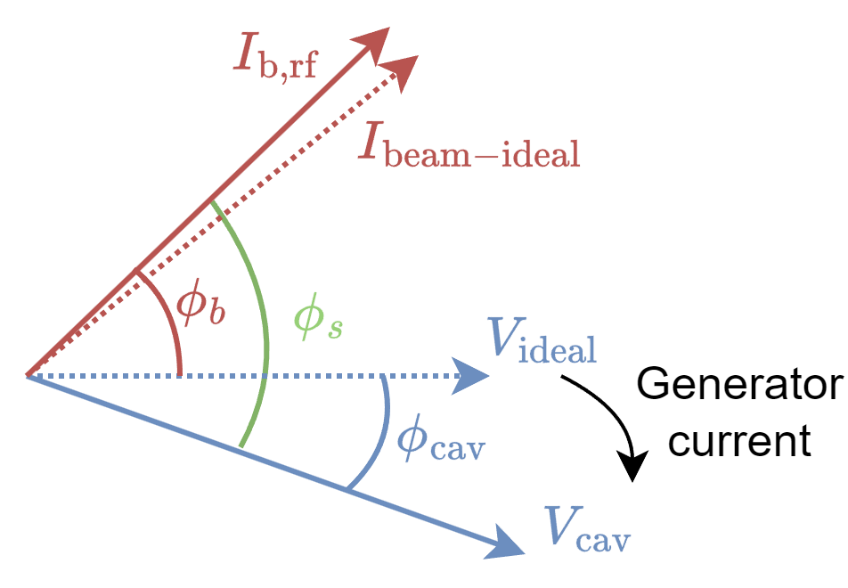 I_b,rf
I_beam−ideal
ϕ_b
ϕ_s
V_ideal
Generator
current
ϕ_cav
V_cav